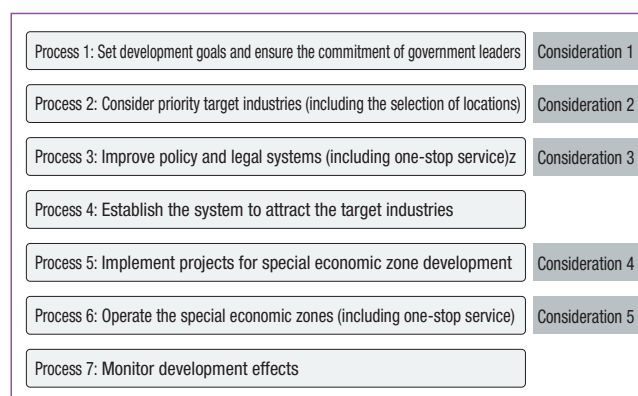 Process 1: Set development goals and ensure the commitment of government leaders
Consideration 1
Process 2: Consider priority target industries (including the selection of locations)
Consideration 2
Process 3: Improve policy and legal systems (including one-stop service)z
Consideration 3
Process 4: Establish the system to attract the target industries
Process 5: Implement projects for special economic zone development
Consideration 4
Process 6: Operate the special economic zones (including one-stop service)
Consideration 5
Process 7: Monitor development effects